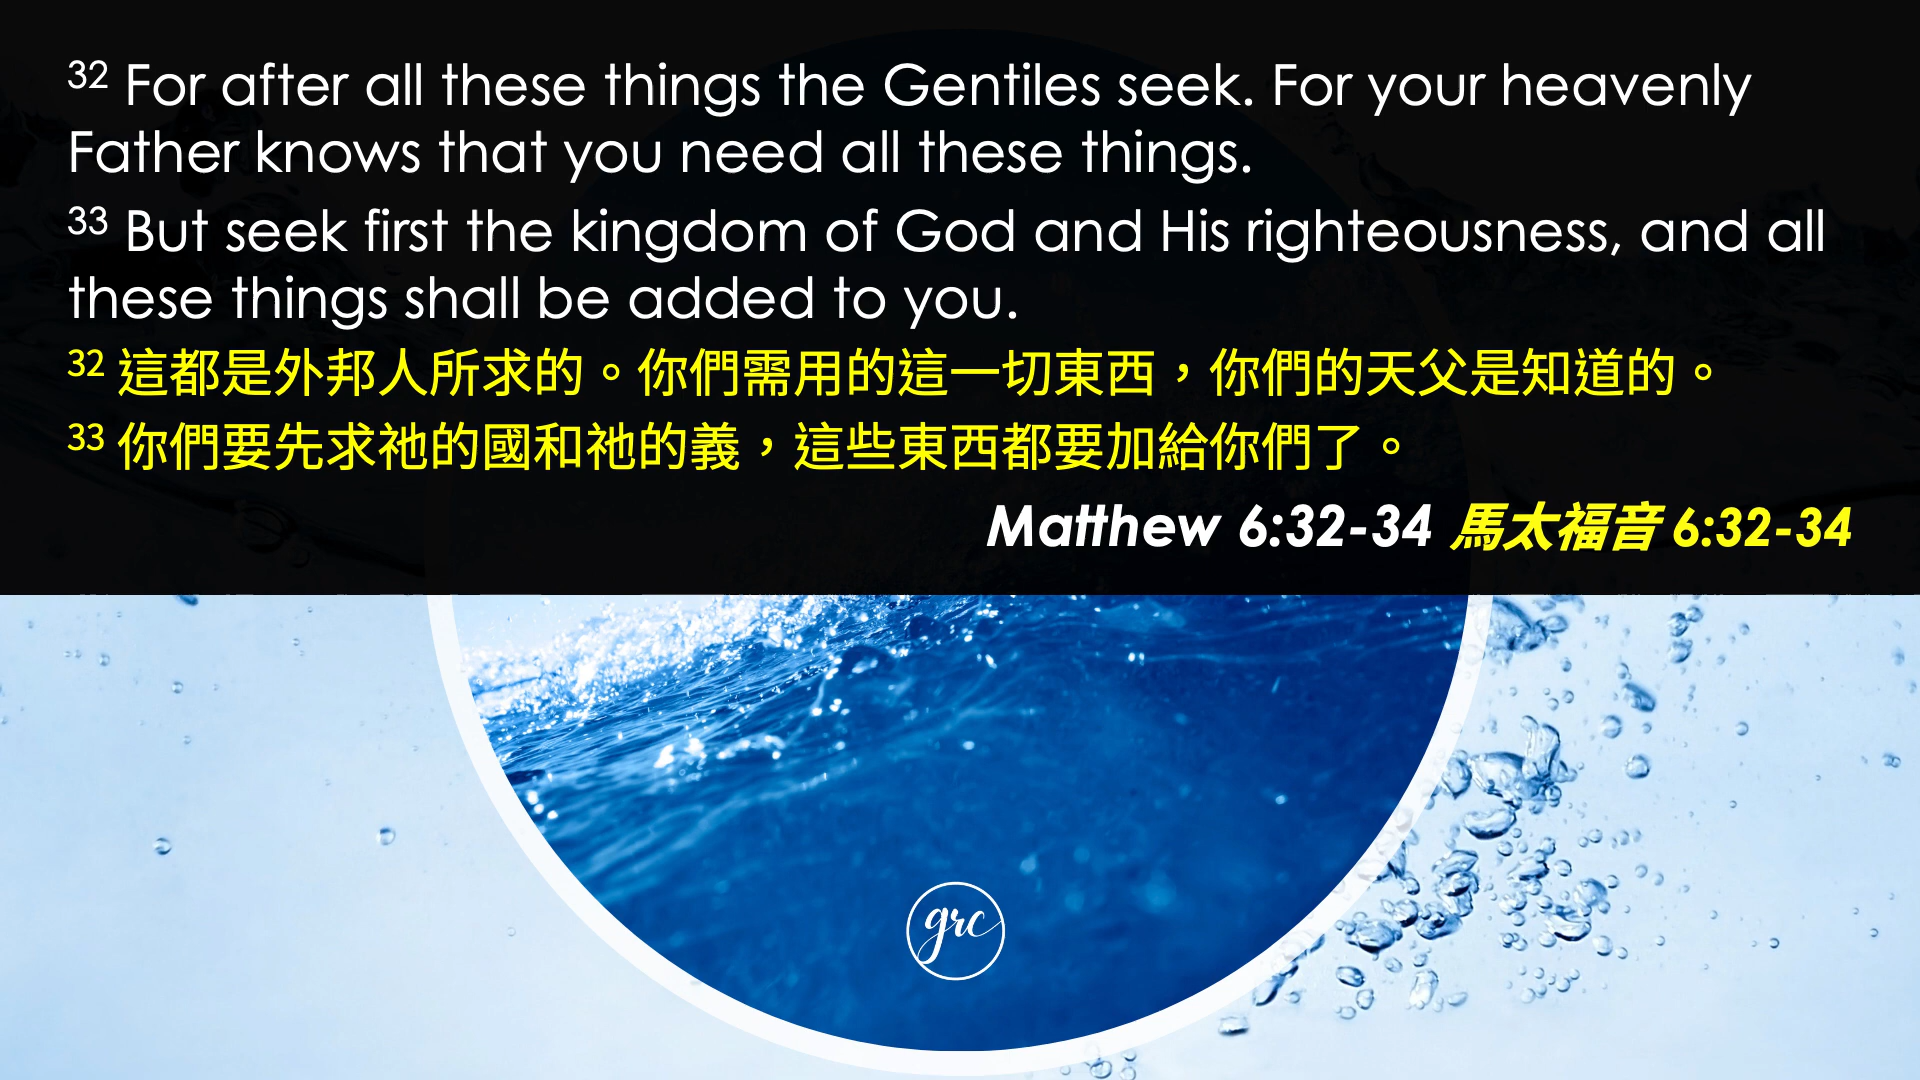 32 For after all these things the Gentiles seek. For your heavenly
Father knows that you need all these things.
33 But seek first the kingdom of God and His righteousness, and all
these things shall be added to you.
32 這都是外邦人所求的。你們需用的這一切東西，你們的天父是知道的。
33 你們要先求祂的國和祂的義，這些東西都要加給你們了。
Matthew 6:32-34 馬太福音 6:32-34
grc